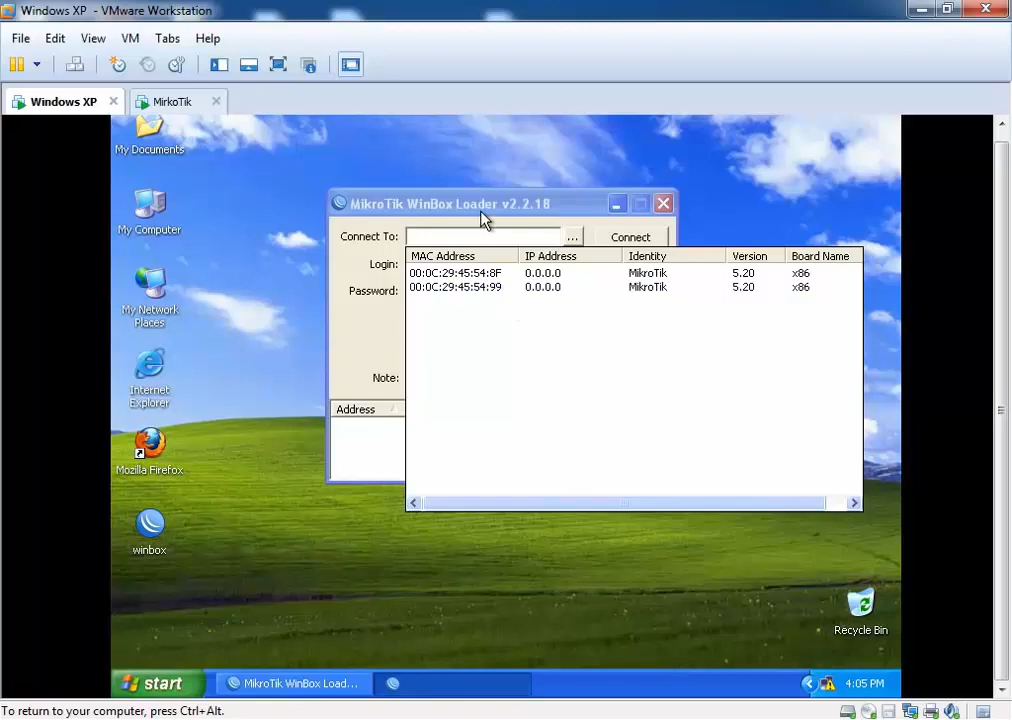 Windows XP - VMware Workstation
File Edit View VM Tabs Help
Windows XP MirkoTik
My Documents
My Computer
My Network
Places
Internet
Explorer
Mozilla Firefox
winbox
Recycle Bin
MikroTik WinBox Loader v2.2.18
Connect To: ... Connect
Login:
Password:
Note:
Address
MAC Address IP Address Identity Version Board Name
00:0C:29:45:54:8F 0.0.0.0 MikroTik 5.20 x86
00:0C:29:45:54:99 0.0.0.0 MikroTik 5.20 x86
start MikroTik WinBox Load... 4:05 PM
To return to your computer, press Ctrl+Alt.